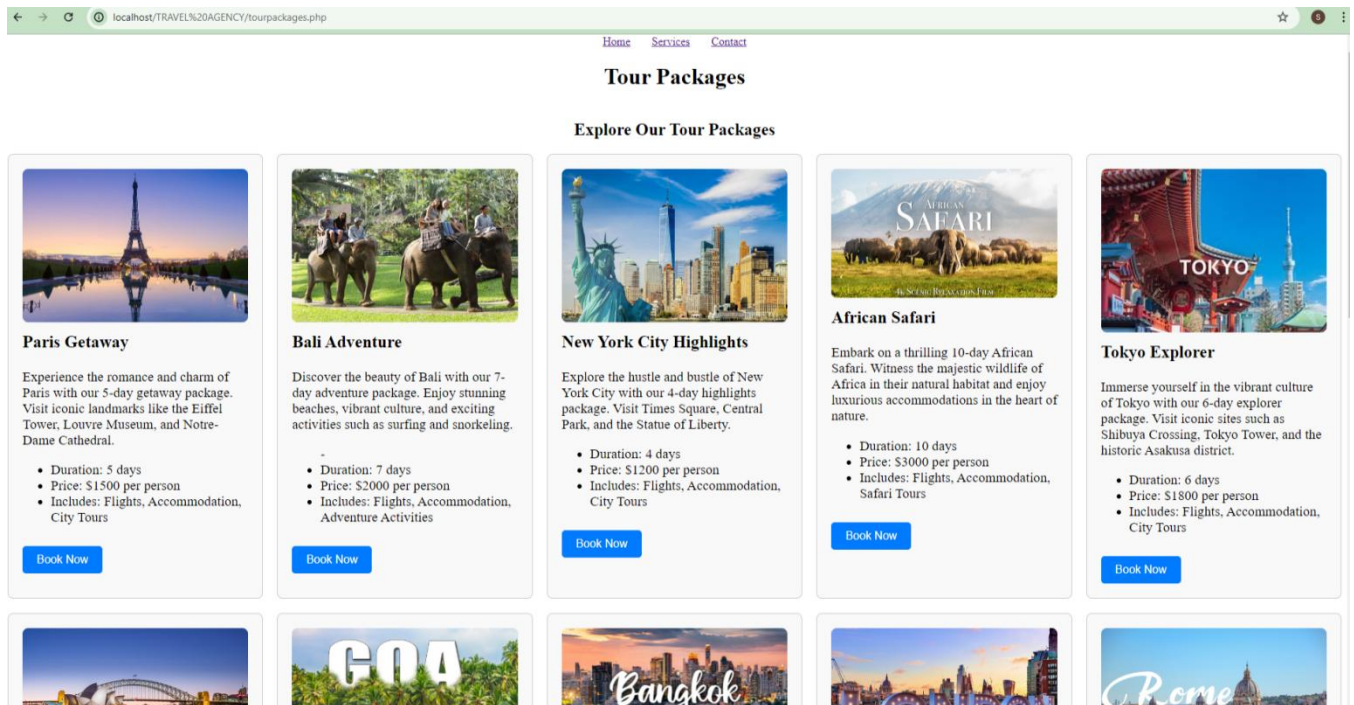 localhost/TRAVEL%20AGENCY/tourpackages.php
S
Home Services Contact
Tour Packages
Explore Our Tour Packages
Paris Getaway
Experience the romance and charm of
Paris with our 5-day getaway package.
Visit iconic landmarks like the Eiffel
Tower, Louvre Museum, and Notre-
Dame Cathedral.
• Duration: 5 days
• Price: $1500 per person
• Includes: Flights, Accommodation,
City Tours
Book Now
Bali Adventure
Discover the beauty of Bali with our 7-
day adventure package. Enjoy stunning
beaches, vibrant culture, and exciting
activities such as surfing and snorkeling.
-
• Duration: 7 days
• Price: $2000 per person
• Includes: Flights, Accommodation,
Adventure Activities
Book Now
New York City Highlights
Explore the hustle and bustle of New
York City with our 4-day highlights
package. Visit Times Square, Central
Park, and the Statue of Liberty.
• Duration: 4 days
• Price: $1200 per person
• Includes: Flights, Accommodation,
City Tours
Book Now
AFRICAN
SAFARI
4K SCENIC RELAXATION FILM
African Safari
Embark on a thrilling 10-day African
Safari. Witness the majestic wildlife of
Africa in their natural habitat and enjoy
luxurious accommodations in the heart of
nature.
• Duration: 10 days
• Price: $3000 per person
• Includes: Flights, Accommodation,
Safari Tours
Book Now
TOKYO
Tokyo Explorer
Immerse yourself in the vibrant culture
of Tokyo with our 6-day explorer
package. Visit iconic sites such as
Shibuya Crossing, Tokyo Tower, and the
historic Asakusa district.
• Duration: 6 days
• Price: $1800 per person
• Includes: Flights, Accommodation,
City Tours
Book Now
GOA
Bangkok
Rome